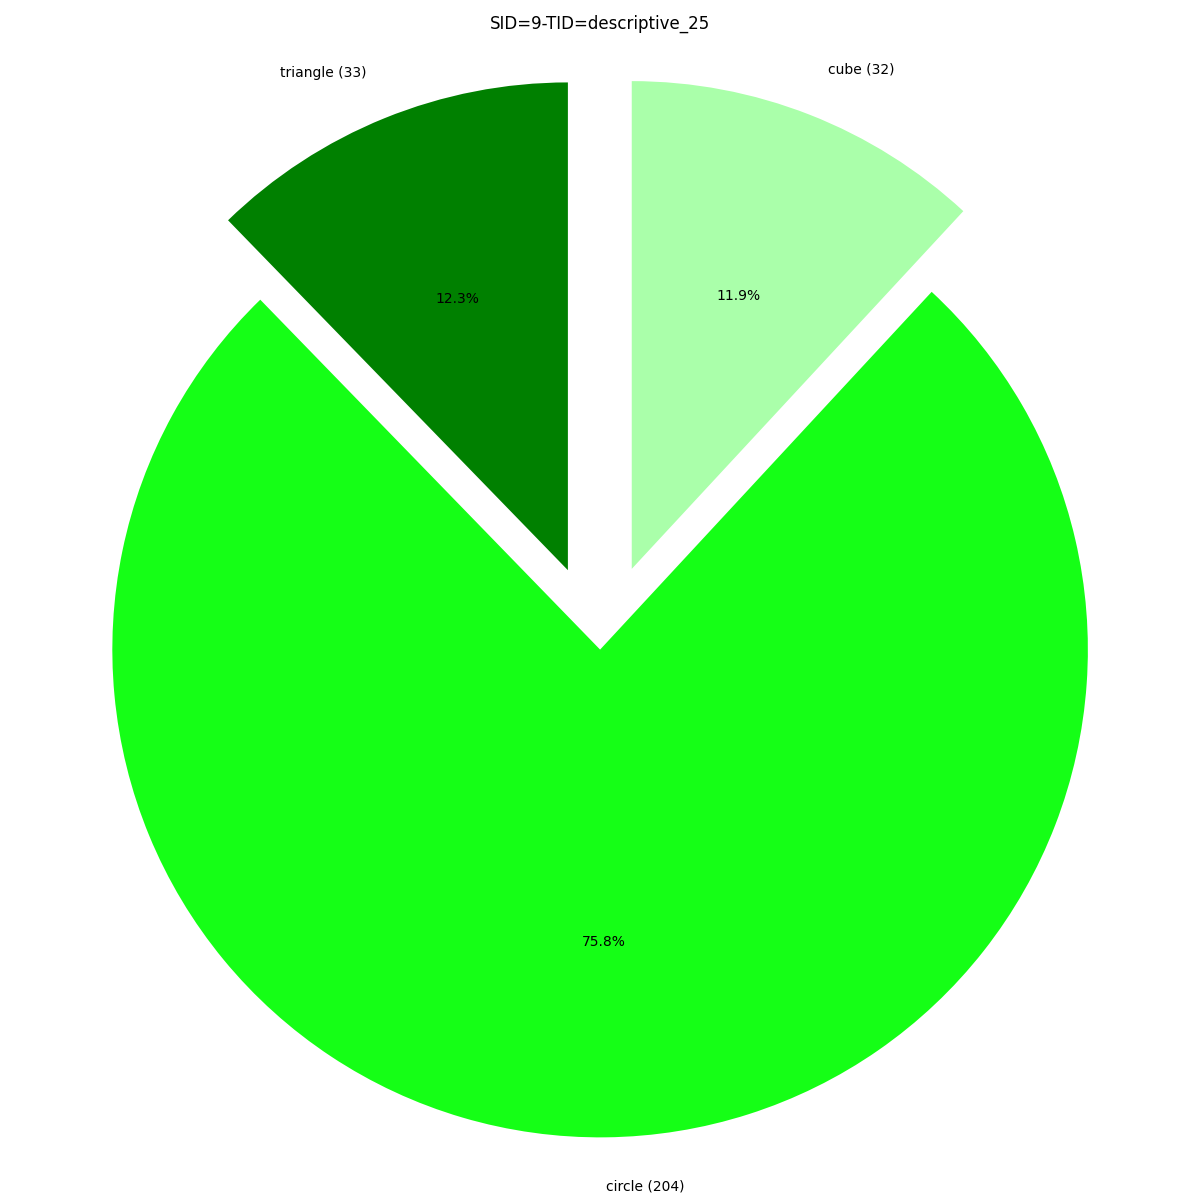 SID=9-TID=descriptive_25
triangle (33)
cube (32)
12.3%
11.9%
75.8%
circle (204)